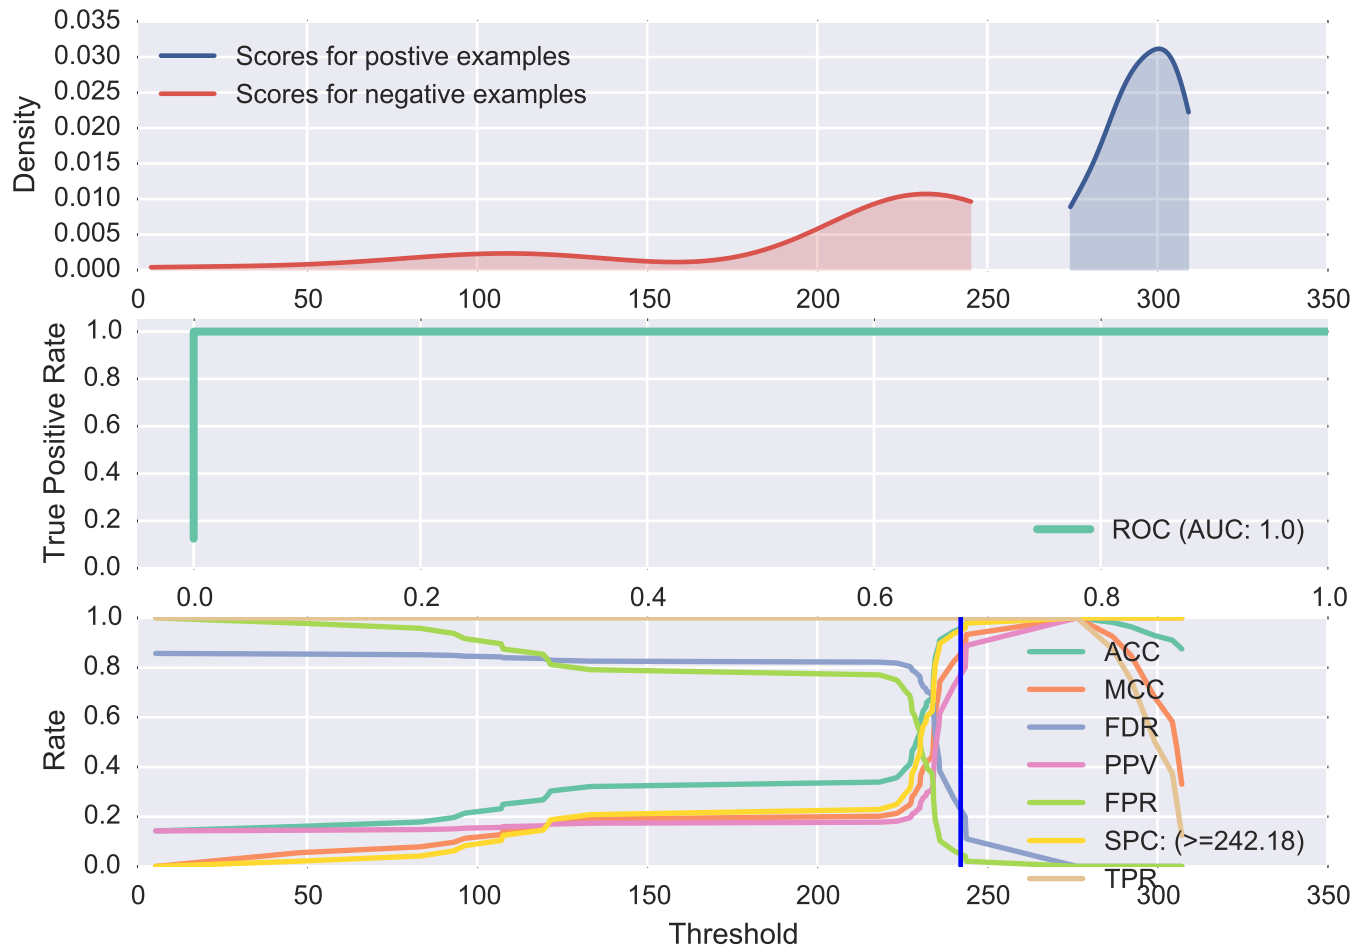 0.035
0.030
0.025
0.020
0.015
0.010
0.005
0.000
Density
Scores for postive examples
Scores for negative examples
0 50 100 150 200 250 300 350
1.0
0.8
0.6
0.4
0.2
0.0
True Positive Rate
ROC (AUC: 1.0)
0.0 0.2 0.4 0.6 0.8 1.0
1.0
0.8
0.6
0.4
0.2
0.0
Rate
ACC
MCC
FDR
PPV
FPR
SPC: (>=242.18)
TPR
0 50 100 150 200 250 300 350
Threshold